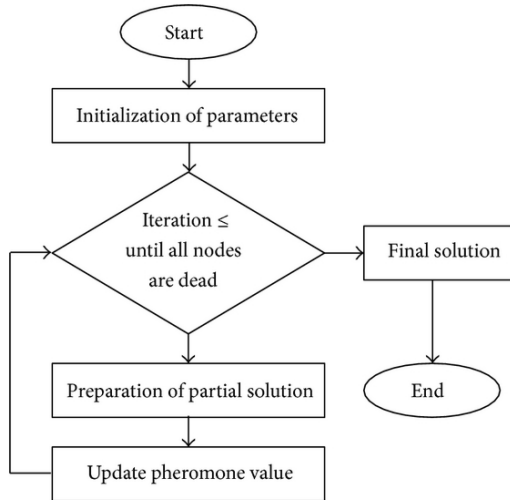 Start
Initialization of parameters
Iteration ≤
until all nodes
are dead
Final solution
Preparation of partial solution
End
Update pheromone value